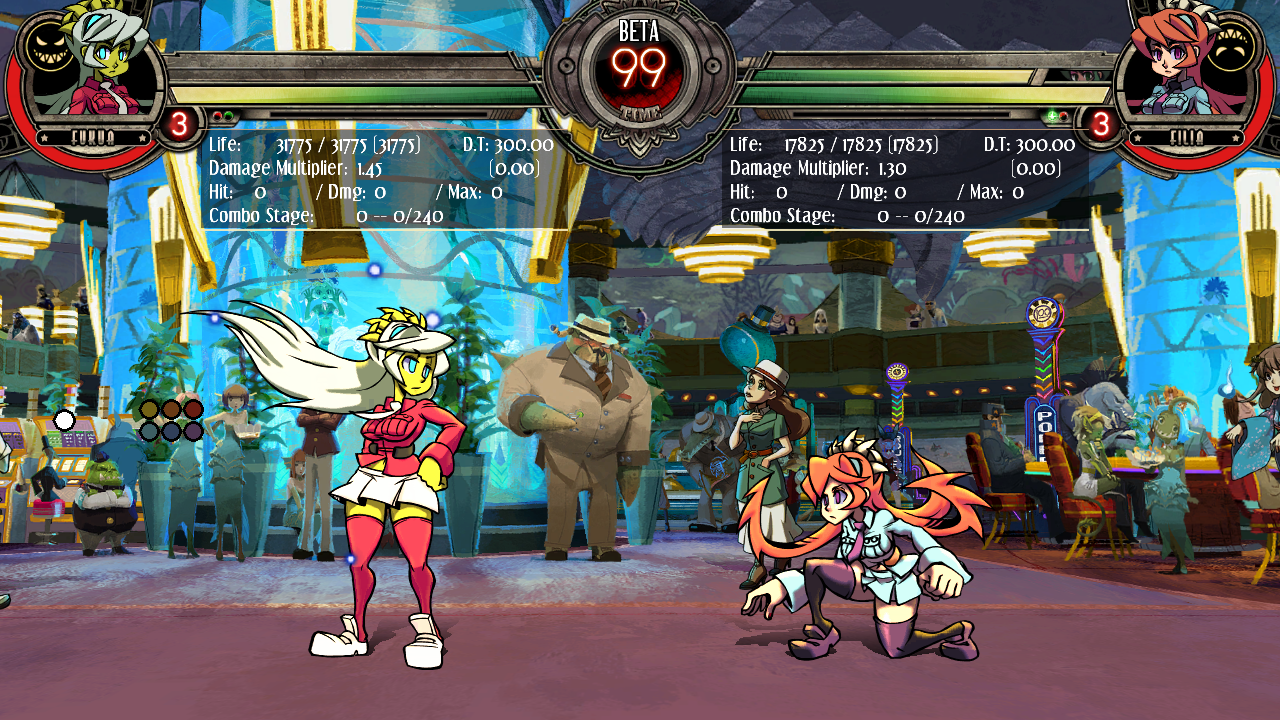 BETA
99
TIME
FUKUA
3
3
FILIA
Life: 31775 / 31775 (31775) D.T: 300.00
Damage Multiplier: 1.45 (0.00)
Hit: 0 / Dmg: 0 / Max: 0
Combo Stage: 0 -- 0/240
Life: 17825 / 17825 (17825) D.T: 300.00
Damage Multiplier: 1.30 (0.00)
Hit: 0 / Dmg: 0 / Max: 0
Combo Stage: 0 -- 0/240